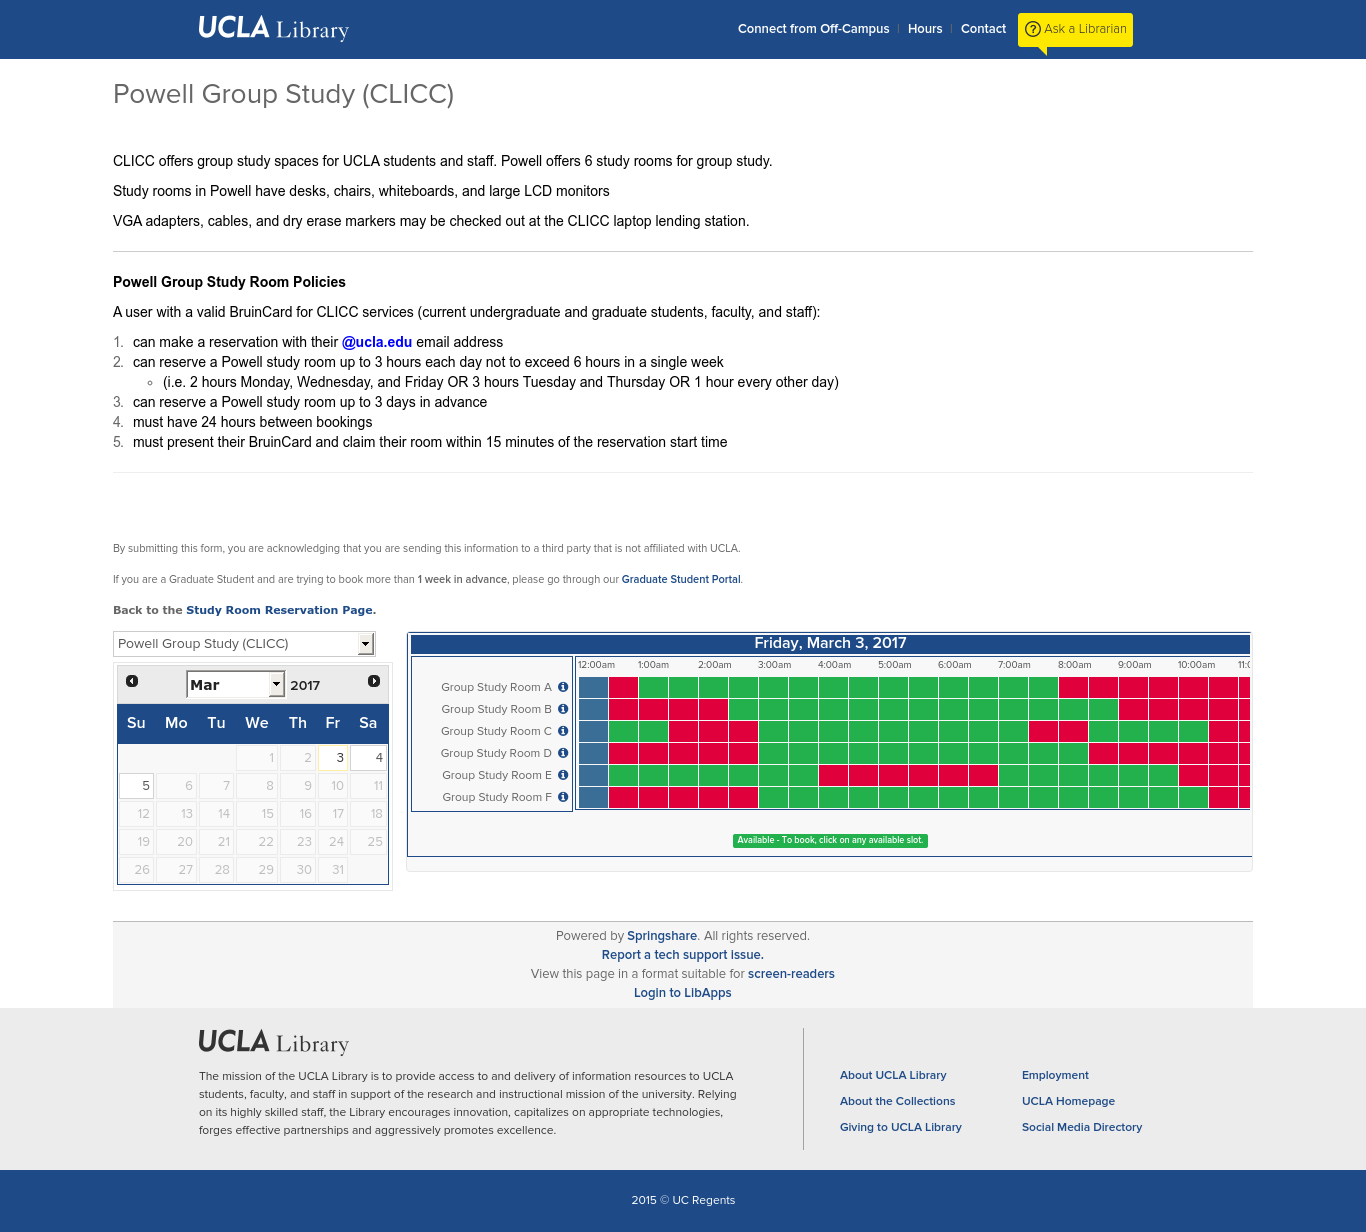 UCLA Library
Connect from Off-Campus | Hours | Contact
? Ask a Librarian
Powell Group Study (CLICC)
CLICC offers group study spaces for UCLA students and staff. Powell offers 6 study rooms for group study.
Study rooms in Powell have desks, chairs, whiteboards, and large LCD monitors
VGA adapters, cables, and dry erase markers may be checked out at the CLICC laptop lending station.
Powell Group Study Room Policies
A user with a valid BruinCard for CLICC services (current undergraduate and graduate students, faculty, and staff):
1. can make a reservation with their @ucla.edu email address
2. can reserve a Powell study room up to 3 hours each day not to exceed 6 hours in a single week
(i.e. 2 hours Monday, Wednesday, and Friday OR 3 hours Tuesday and Thursday OR 1 hour every other day)
3. can reserve a Powell study room up to 3 days in advance
4. must have 24 hours between bookings
5. must present their BruinCard and claim their room within 15 minutes of the reservation start time
By submitting this form, you are acknowledging that you are sending this information to a third party that is not affiliated with UCLA.
If you are a Graduate Student and are trying to book more than 1 week in advance, please go through our Graduate Student Portal.
Back to the Study Room Reservation Page.
Powell Group Study (CLICC)
Mar 2017
Su Mo Tu We Th Fr Sa
1 2 3 4
5 6 7 8 9 10 11
12 13 14 15 16 17 18
19 20 21 22 23 24 25
26 27 28 29 30 31
Friday, March 3, 2017
12:00am 1:00am 2:00am 3:00am 4:00am 5:00am 6:00am 7:00am 8:00am 9:00am 10:00am
Group Study Room A
Group Study Room B
Group Study Room C
Group Study Room D
Group Study Room E
Group Study Room F
Available - To book, click on any available slot.
Powered by Springshare. All rights reserved.
Report a tech support issue.
View this page in a format suitable for screen-readers
Login to LibApps
UCLA Library
The mission of the UCLA Library is to provide access to and delivery of information resources to UCLA
students, faculty, and staff in support of the research and instructional mission of the university. Relying
on its highly skilled staff, the Library encourages innovation, capitalizes on appropriate technologies,
forges effective partnerships and aggressively promotes excellence.
About UCLA Library
About the Collections
Giving to UCLA Library
Employment
UCLA Homepage
Social Media Directory
2015 © UC Regents